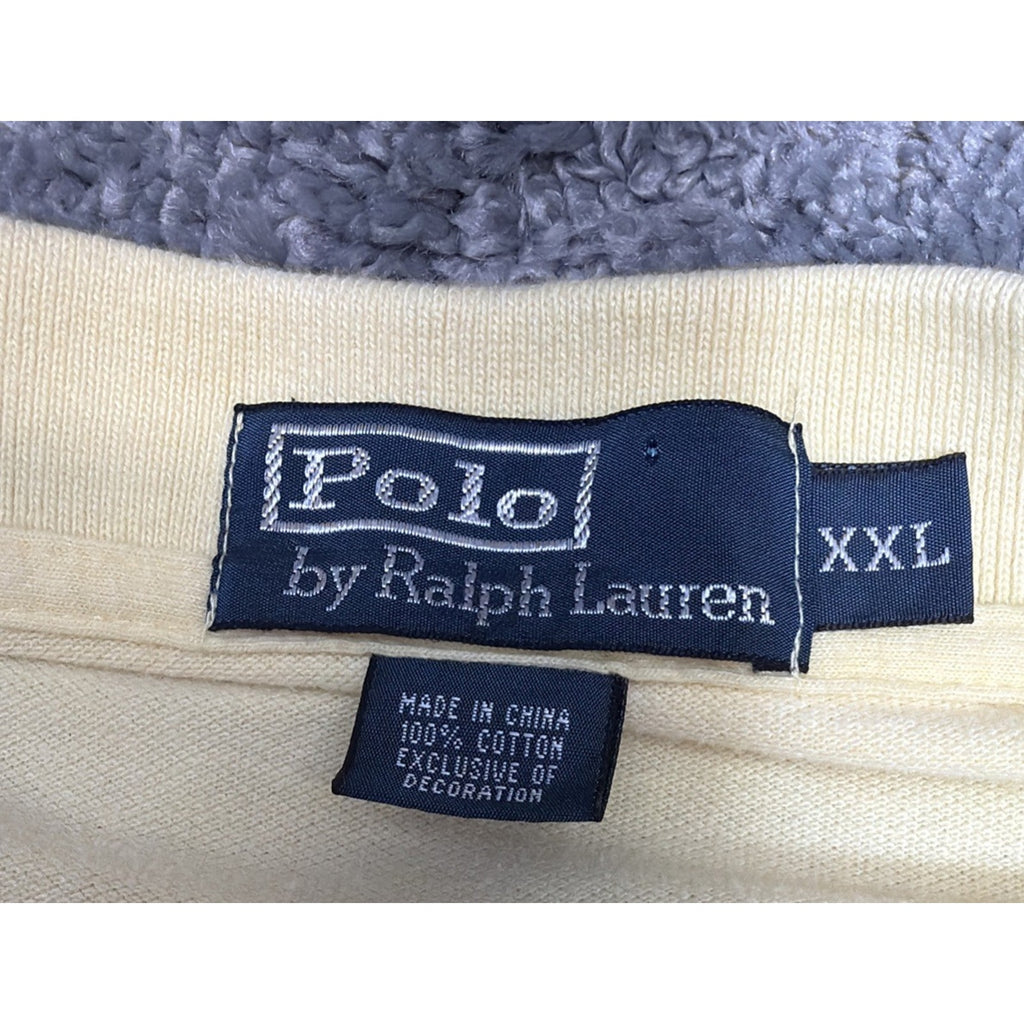 Polo
by Ralph Lauren
XXL
MADE IN CHINA
100% COTTON
EXCLUSIVE OF
DECORATION